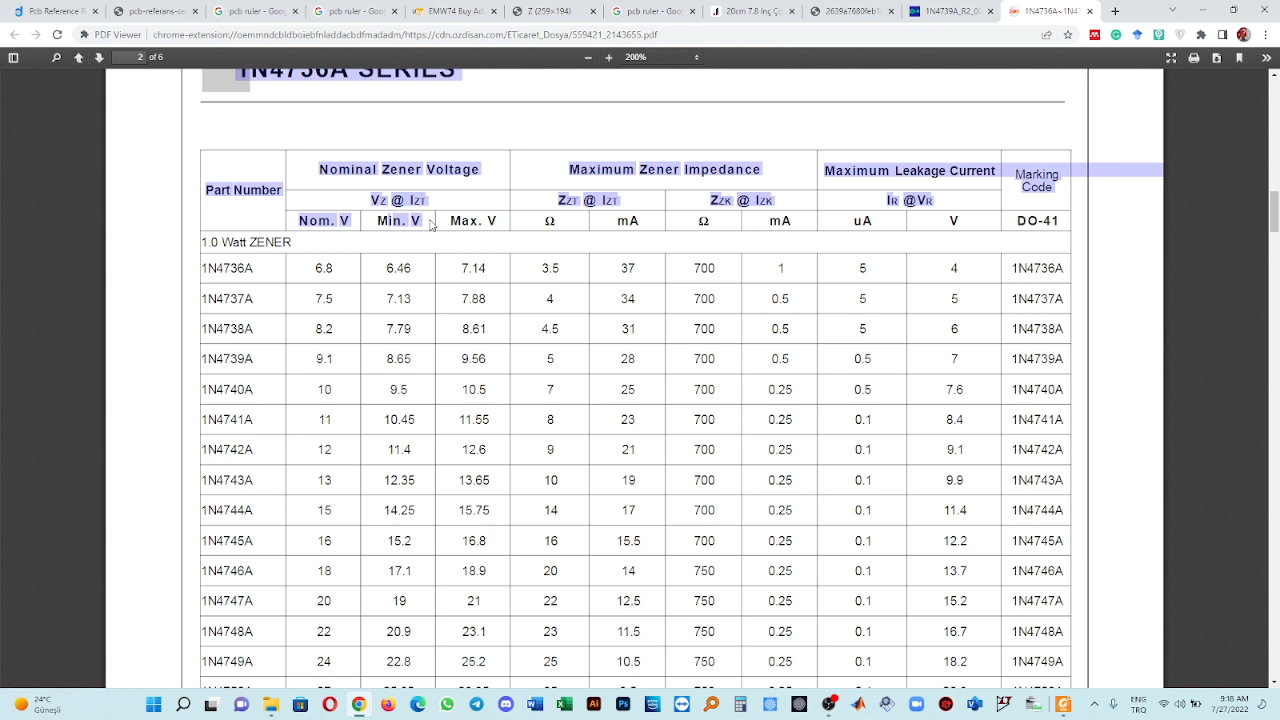 Pcb Reference R
pcb-referans-ce
pcb ruler - Goog
pcb ruler - Goog
EMW74 Buy Adv
Z (259×194)
pcb ruler - Goog
20cm 7.8 Inç Ço
2639a7680feb16
1N4739A_R2_00
1N4736A~1N47
PDF Viewer | chrome-extension://oemmndcbldboiebfnladdacbdfmadadm/https://cdn.ozdisan.com/ETicaret_Dosya/559421_2143655.pdf
2 of 6
200%
1N4736A SERIES
Part Number
Nominal Zener Voltage
Maximum Zener Impedance
Maximum Leakage Current
Marking Code
VZ @ IZT
ZZT @ IZT
ZZK @ IZK
IR @VR
Nom. V Min. V Max. V Ω mA Ω mA uA V DO-41
1.0 Watt ZENER
1N4736A 6.8 6.46 7.14 3.5 37 700 1 5 4 1N4736A
1N4737A 7.5 7.13 7.88 4 34 700 0.5 5 5 1N4737A
1N4738A 8.2 7.79 8.61 4.5 31 700 0.5 5 6 1N4738A
1N4739A 9.1 8.65 9.56 5 28 700 0.5 0.5 7 1N4739A
1N4740A 10 9.5 10.5 7 25 700 0.25 0.5 7.6 1N4740A
1N4741A 11 10.45 11.55 8 23 700 0.25 0.1 8.4 1N4741A
1N4742A 12 11.4 12.6 9 21 700 0.25 0.1 9.1 1N4742A
1N4743A 13 12.35 13.65 10 19 700 0.25 0.1 9.9 1N4743A
1N4744A 15 14.25 15.75 14 17 700 0.25 0.1 11.4 1N4744A
1N4745A 16 15.2 16.8 16 15.5 700 0.25 0.1 12.2 1N4745A
1N4746A 18 17.1 18.9 20 14 750 0.25 0.1 13.7 1N4746A
1N4747A 20 19 21 22 12.5 750 0.25 0.1 15.2 1N4747A
1N4748A 22 20.9 23.1 23 11.5 750 0.25 0.1 16.7 1N4748A
1N4749A 24 22.8 25.2 25 10.5 750 0.25 0.1 18.2 1N4749A
24°C
Güneşli
ENG
TRQ
9:18 AM
7/27/2022